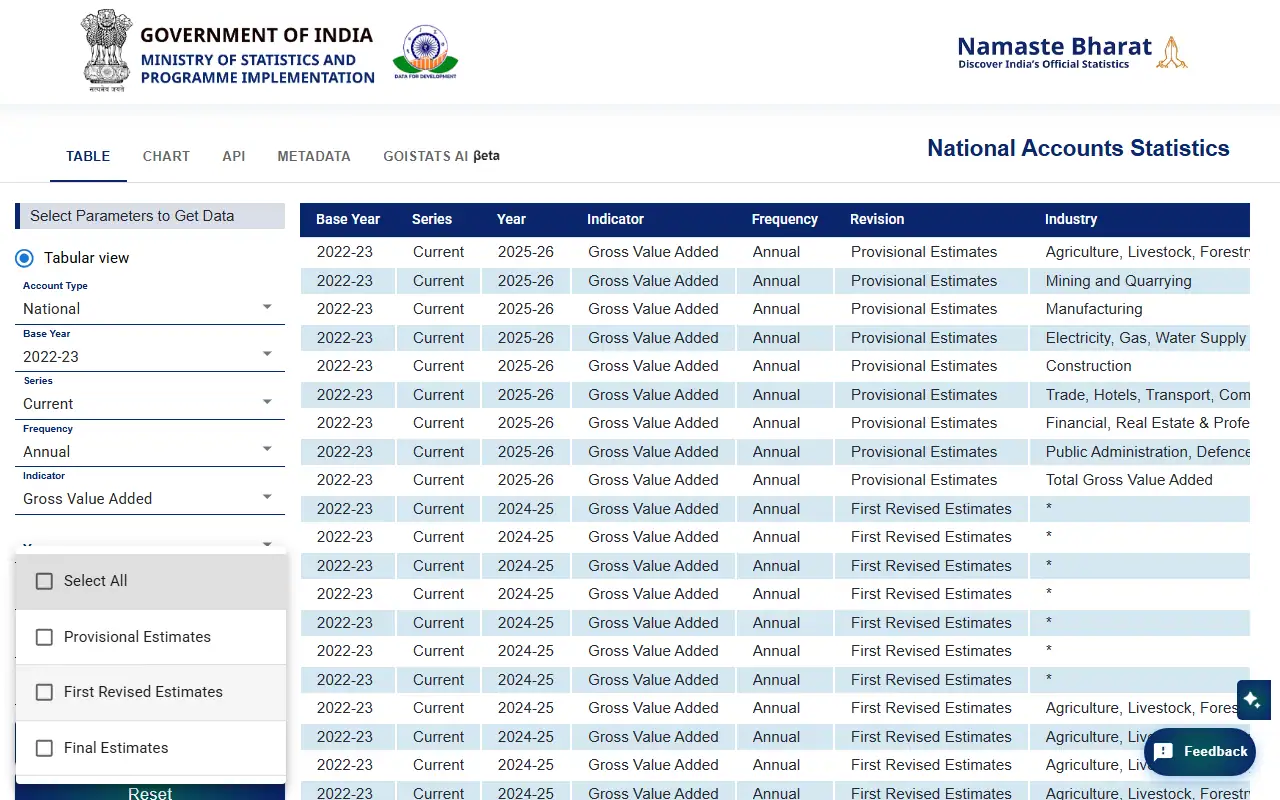 GOVERNMENT OF INDIA
MINISTRY OF STATISTICS AND
PROGRAMME IMPLEMENTATION
सत्यमेव जयते
DATA FOR DEVELOPMENT
Namaste Bharat
Discover India's Official Statistics
TABLE CHART API METADATA GOISTATS AI βeta
National Accounts Statistics
Select Parameters to Get Data
Tabular view
Account Type
National
Base Year
2022-23
Series
Current
Frequency
Annual
Indicator
Gross Value Added
Select All
Provisional Estimates
First Revised Estimates
Final Estimates
Reset
Base Year Series Year Indicator Frequency Revision Industry
2022-23 Current 2025-26 Gross Value Added Annual Provisional Estimates Agriculture, Livestock, Forestry
2022-23 Current 2025-26 Gross Value Added Annual Provisional Estimates Mining and Quarrying
2022-23 Current 2025-26 Gross Value Added Annual Provisional Estimates Manufacturing
2022-23 Current 2025-26 Gross Value Added Annual Provisional Estimates Electricity, Gas, Water Supply
2022-23 Current 2025-26 Gross Value Added Annual Provisional Estimates Construction
2022-23 Current 2025-26 Gross Value Added Annual Provisional Estimates Trade, Hotels, Transport, Com
2022-23 Current 2025-26 Gross Value Added Annual Provisional Estimates Financial, Real Estate & Profe
2022-23 Current 2025-26 Gross Value Added Annual Provisional Estimates Public Administration, Defence
2022-23 Current 2025-26 Gross Value Added Annual Provisional Estimates Total Gross Value Added
2022-23 Current 2024-25 Gross Value Added Annual First Revised Estimates *
2022-23 Current 2024-25 Gross Value Added Annual First Revised Estimates *
2022-23 Current 2024-25 Gross Value Added Annual First Revised Estimates *
2022-23 Current 2024-25 Gross Value Added Annual First Revised Estimates *
2022-23 Current 2024-25 Gross Value Added Annual First Revised Estimates *
2022-23 Current 2024-25 Gross Value Added Annual First Revised Estimates *
2022-23 Current 2024-25 Gross Value Added Annual First Revised Estimates *
2022-23 Current 2024-25 Gross Value Added Annual First Revised Estimates Agriculture, Livestock, Fores
2022-23 Current 2024-25 Gross Value Added Annual First Revised Estimates Agriculture, Liv
2022-23 Current 2024-25 Gross Value Added Annual First Revised Estimates Agriculture, Liv
2022-23 Current 2024-25 Gross Value Added Annual First Revised Estimates Agriculture, Livestock, Forestry
Feedback